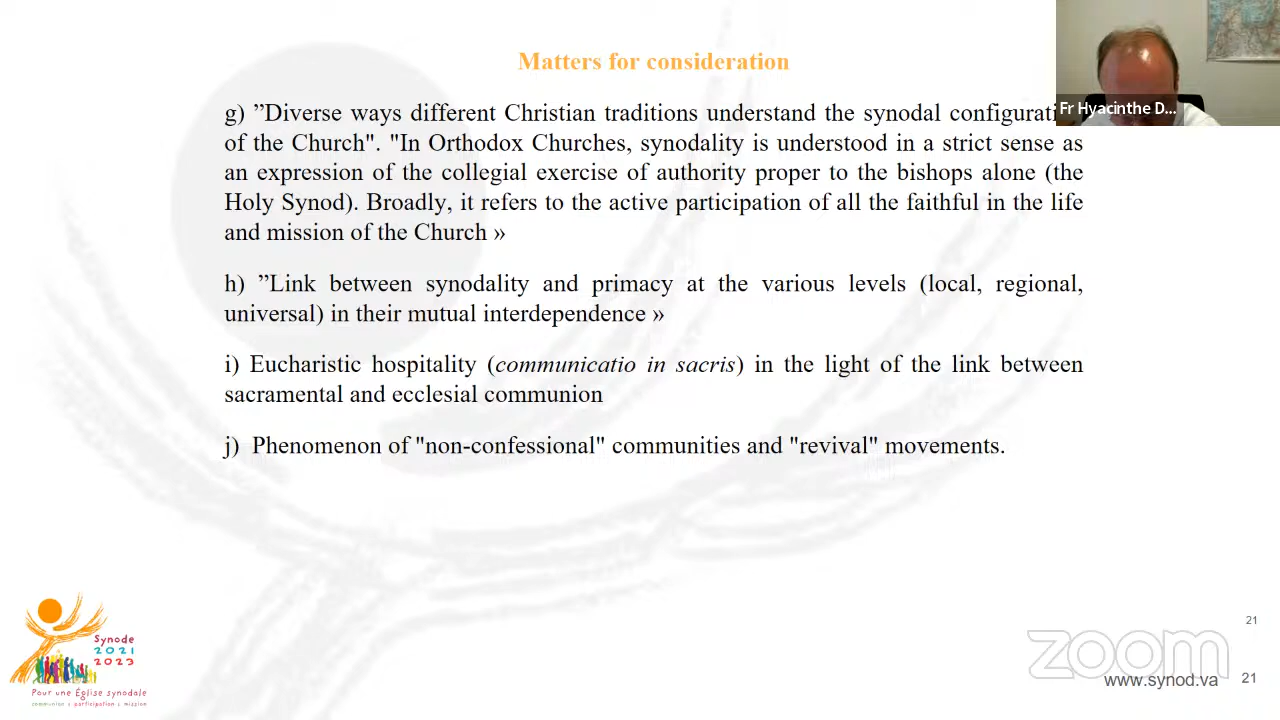 Matters for consideration
Fr Hyacinthe D...
g) ”Diverse ways different Christian traditions understand the synodal configurati
of the Church". "In Orthodox Churches, synodality is understood in a strict sense as
an expression of the collegial exercise of authority proper to the bishops alone (the
Holy Synod). Broadly, it refers to the active participation of all the faithful in the life
and mission of the Church »
h) ”Link between synodality and primacy at the various levels (local, regional,
universal) in their mutual interdependence »
i) Eucharistic hospitality (communicatio in sacris) in the light of the link between
sacramental and ecclesial communion
j) Phenomenon of "non-confessional" communities and "revival" movements.
Synode
2021
2023
Pour une Église synodale
communion | participation | mission
21
zoom
www.synod.va
21